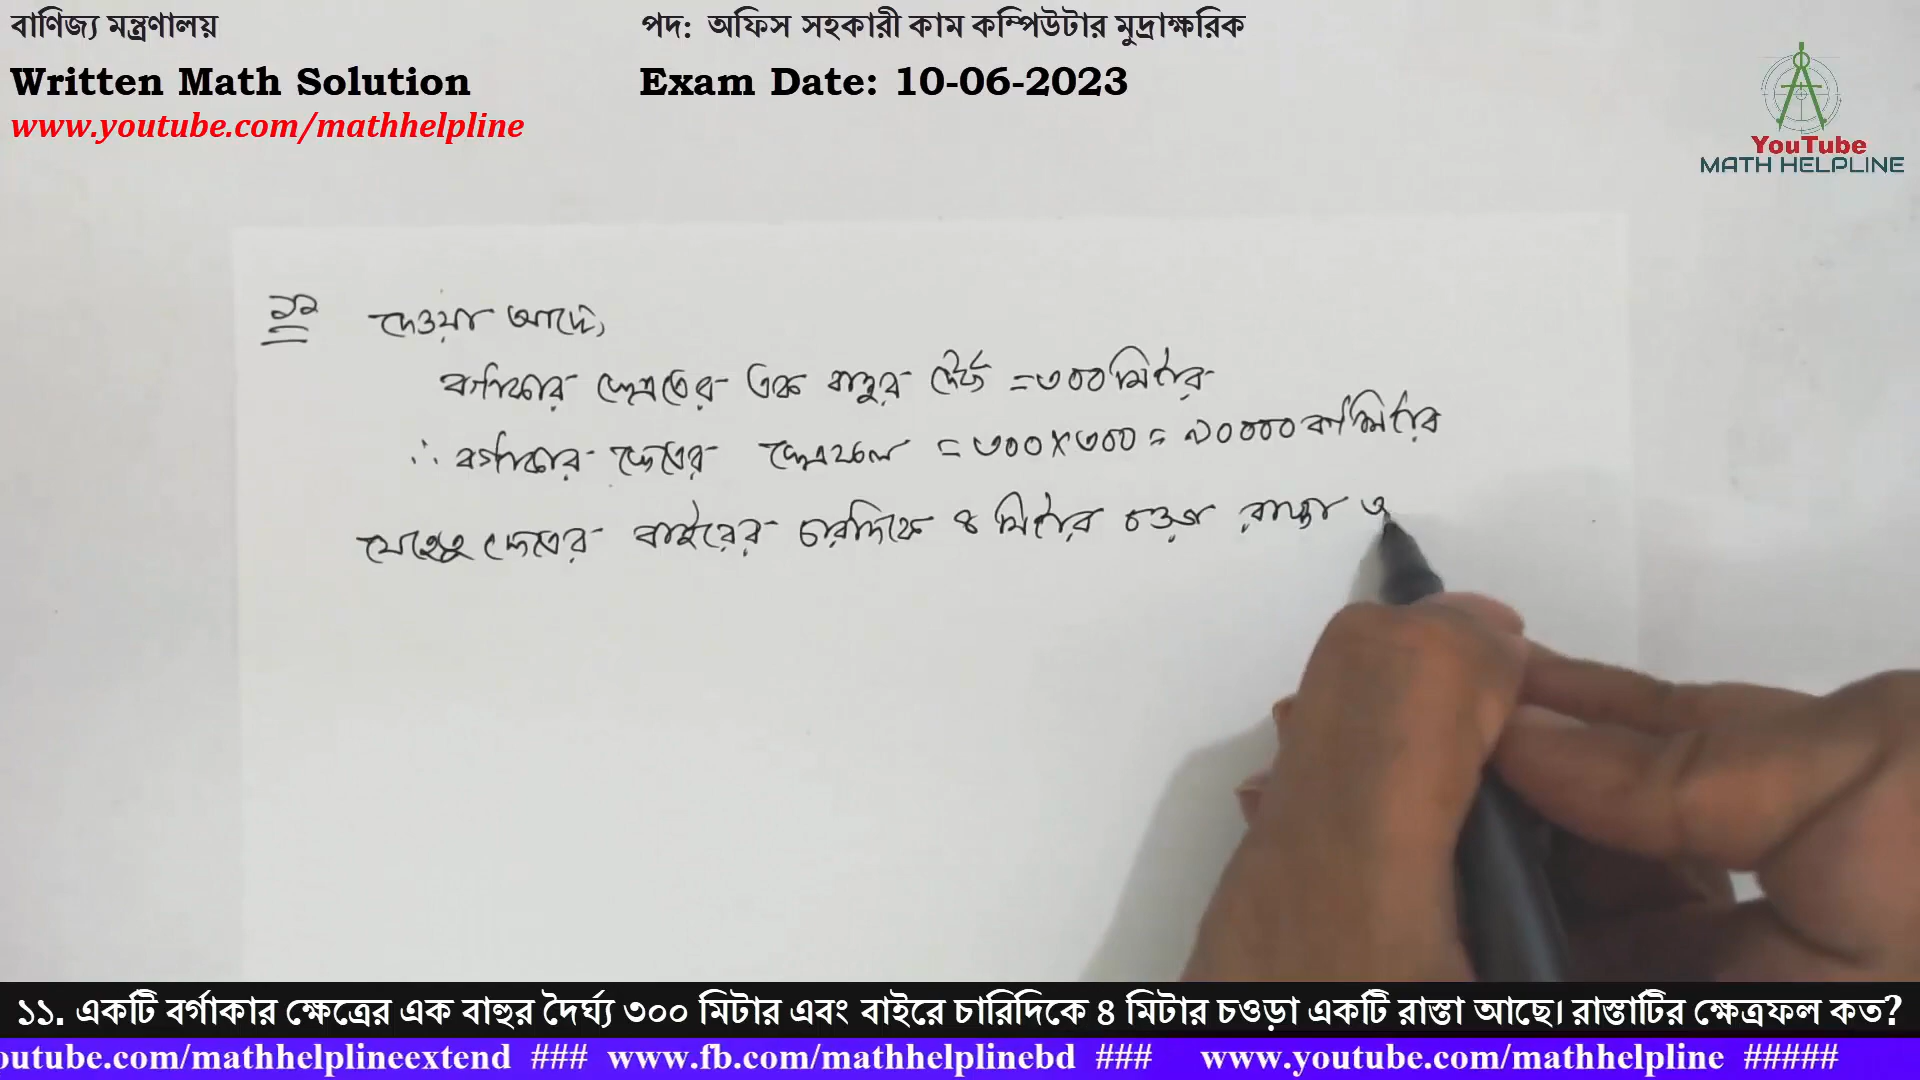 বাণিজ্য মন্ত্রণালয়
পদ: অফিস সহকারী কাম কম্পিউটার মুদ্রাক্ষরিক
Written Math Solution
Exam Date: 10-06-2023
www.youtube.com/mathhelpline
YouTube
MATH HELPLINE
১১ দেওয়া আছে,
বর্গাকার ক্ষেত্রের এক বাহুর দৈর্ঘ্য = ৩০০ মিটার
∴ বর্গাকার ক্ষেত্রের ক্ষেত্রফল = ৩০০ × ৩০০ = ৯০০০০ বর্গমিটার
যেহেতু ক্ষেত্রের বাইরের চারদিকে ৪ মিটার চওড়া রাস্তা
১১. একটি বর্গাকার ক্ষেত্রের এক বাহুর দৈর্ঘ্য ৩০০ মিটার এবং বাইরে চারিদিকে ৪ মিটার চওড়া একটি রাস্তা আছে। রাস্তাটির ক্ষেত্রফল কত?
outube.com/mathhelplineextend ### www.fb.com/mathhelplinebd ### www.youtube.com/mathhelpline #####